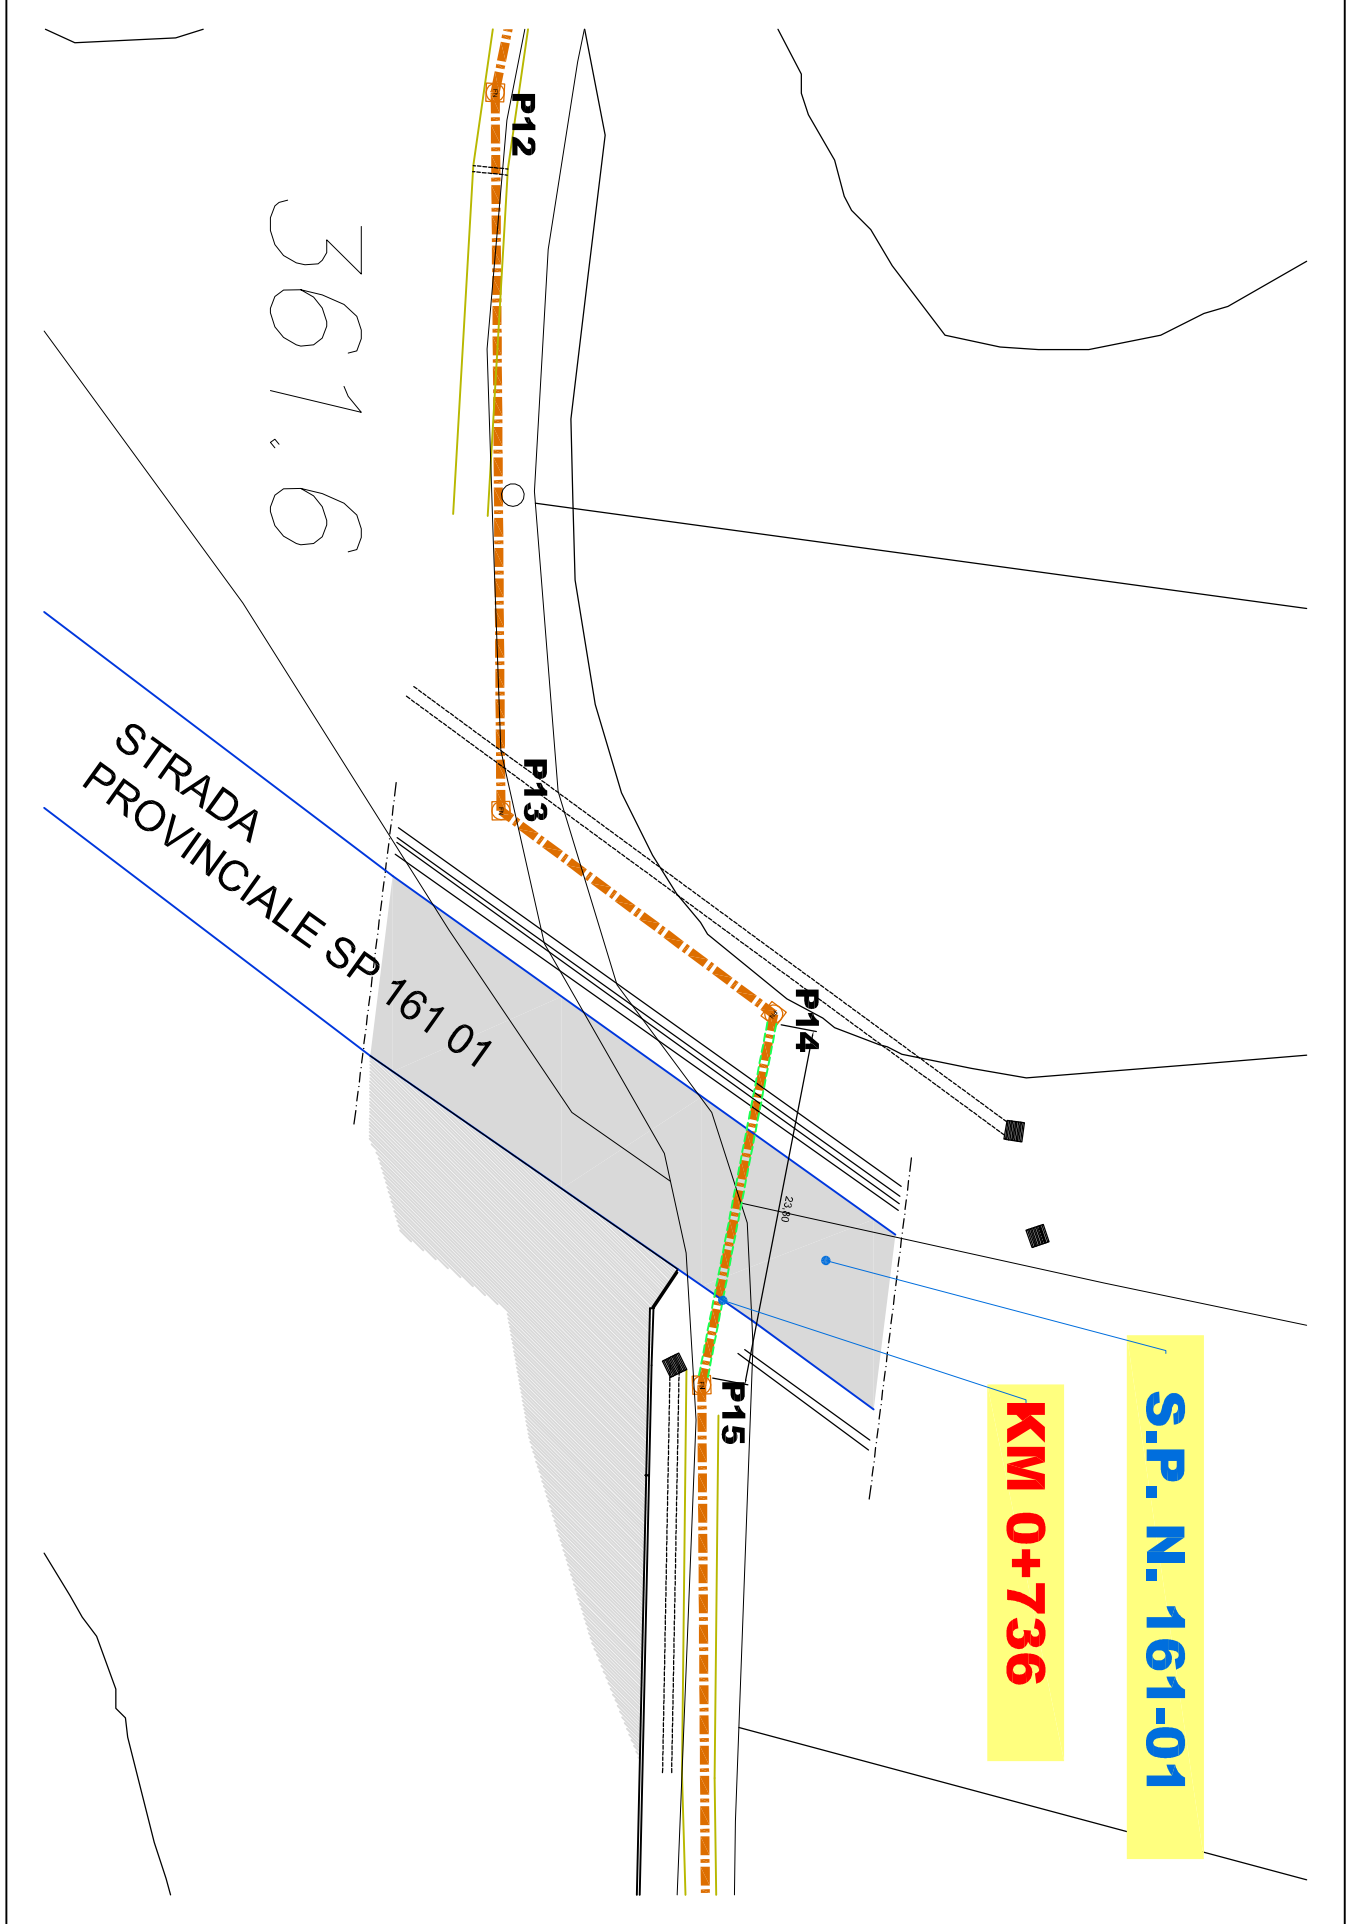 P12
361.6
P13
STRADA
PROVINCIALE SP 161 01
P14
23,80
P15
S.P. N. 161-01
KM 0+736